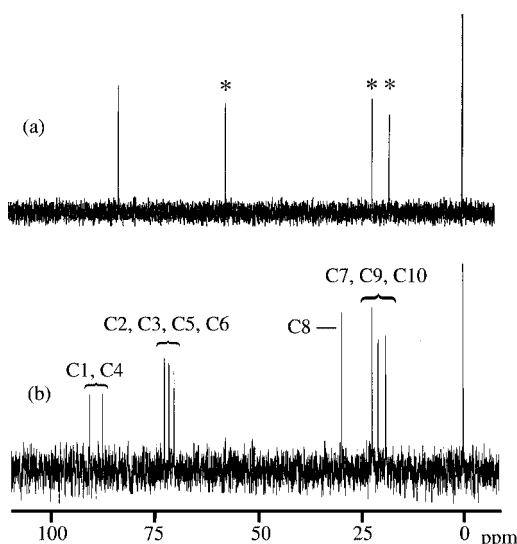 * * *
(a)
C7, C9, C10
C2, C3, C5, C6
C8
C1, C4
(b)
100 75 50 25 0 ppm